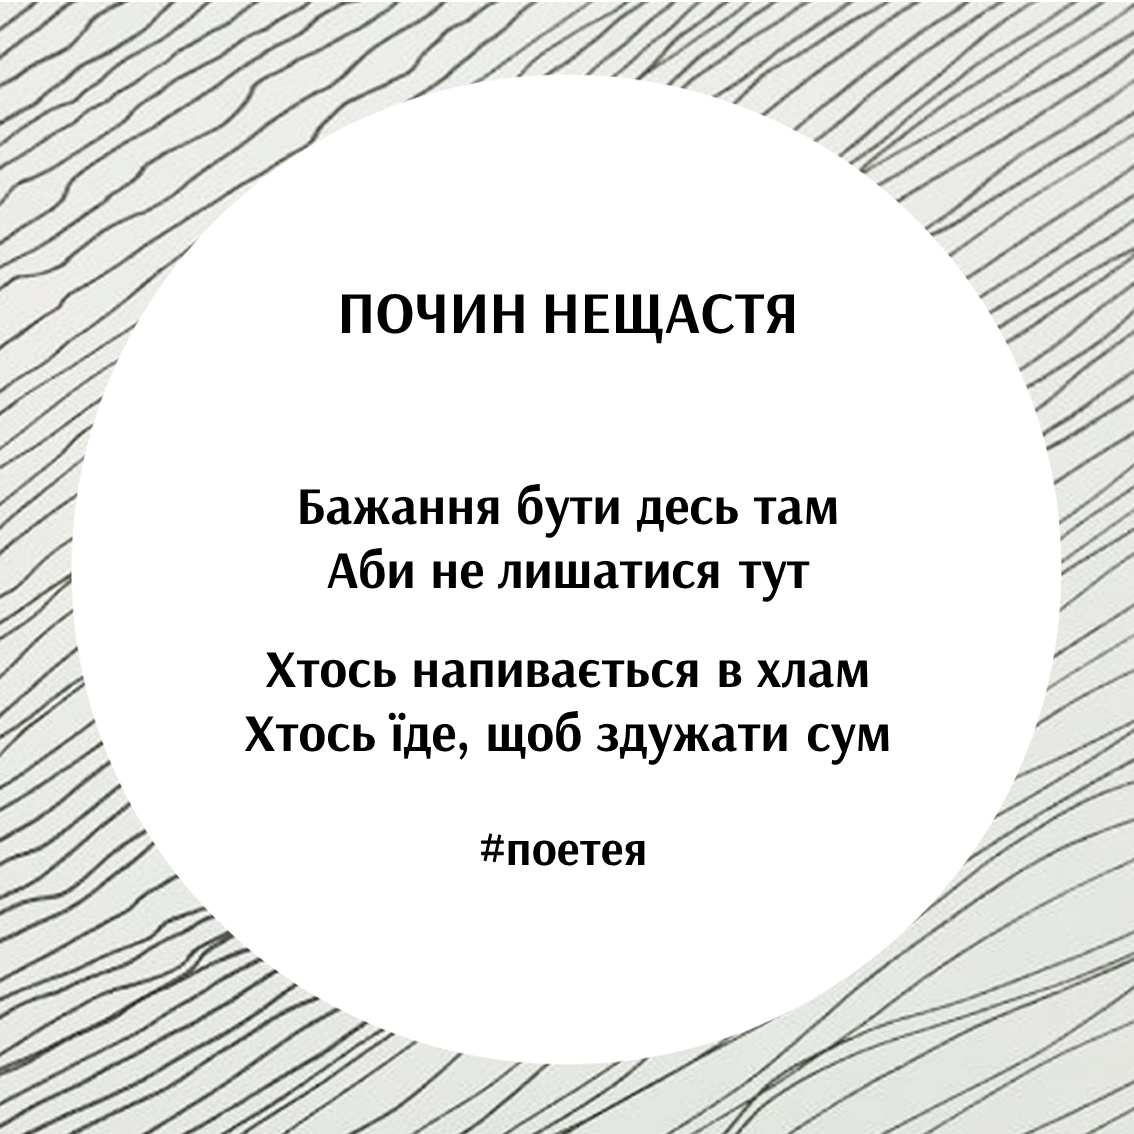 ПОЧИН НЕЩАСТЯ
Бажання бути десь там
Аби не лишатися тут
Хтось напивається в хлам
Хтось їде, щоб здужати сум
#поетея